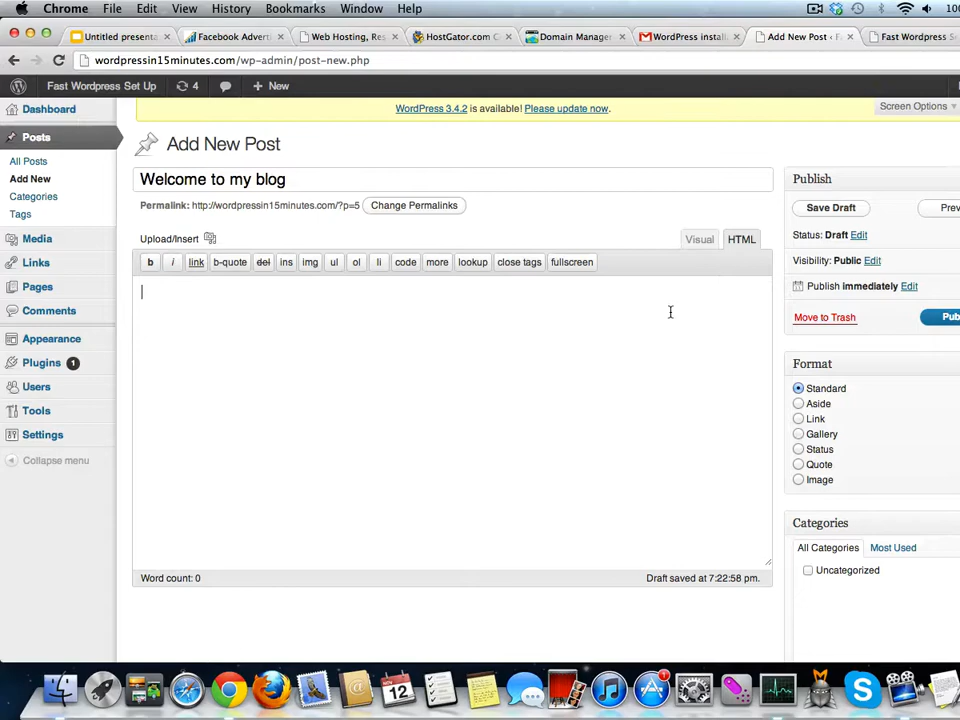 Chrome File Edit View History Bookmarks Window Help 100
Untitled presenta Facebook Advert Web Hosting, Res HostGator.com C Domain Manage WordPress install Add New Post ‹ F Fast Wordpress Se
wordpressin15minutes.com/wp-admin/post-new.php
Fast Wordpress Set Up 4 + New
Dashboard
WordPress 3.4.2 is available! Please update now.
Screen Options
Posts
Add New Post
All Posts
Add New
Categories
Tags
Media
Links
Pages
Comments
Appearance
Plugins 1
Users
Tools
Settings
Collapse menu
Welcome to my blog
Permalink: http://wordpressin15minutes.com/?p=5 Change Permalinks
Upload/Insert Visual HTML
b i link b-quote del ins img ul ol li code more lookup close tags fullscreen
Word count: 0 Draft saved at 7:22:58 pm.
Publish
Save Draft Prev
Status: Draft Edit
Visibility: Public Edit
Publish immediately Edit
Move to Trash Pub
Format
Standard
Aside
Link
Gallery
Status
Quote
Image
Categories
All Categories Most Used
Uncategorized
NOV
12
1